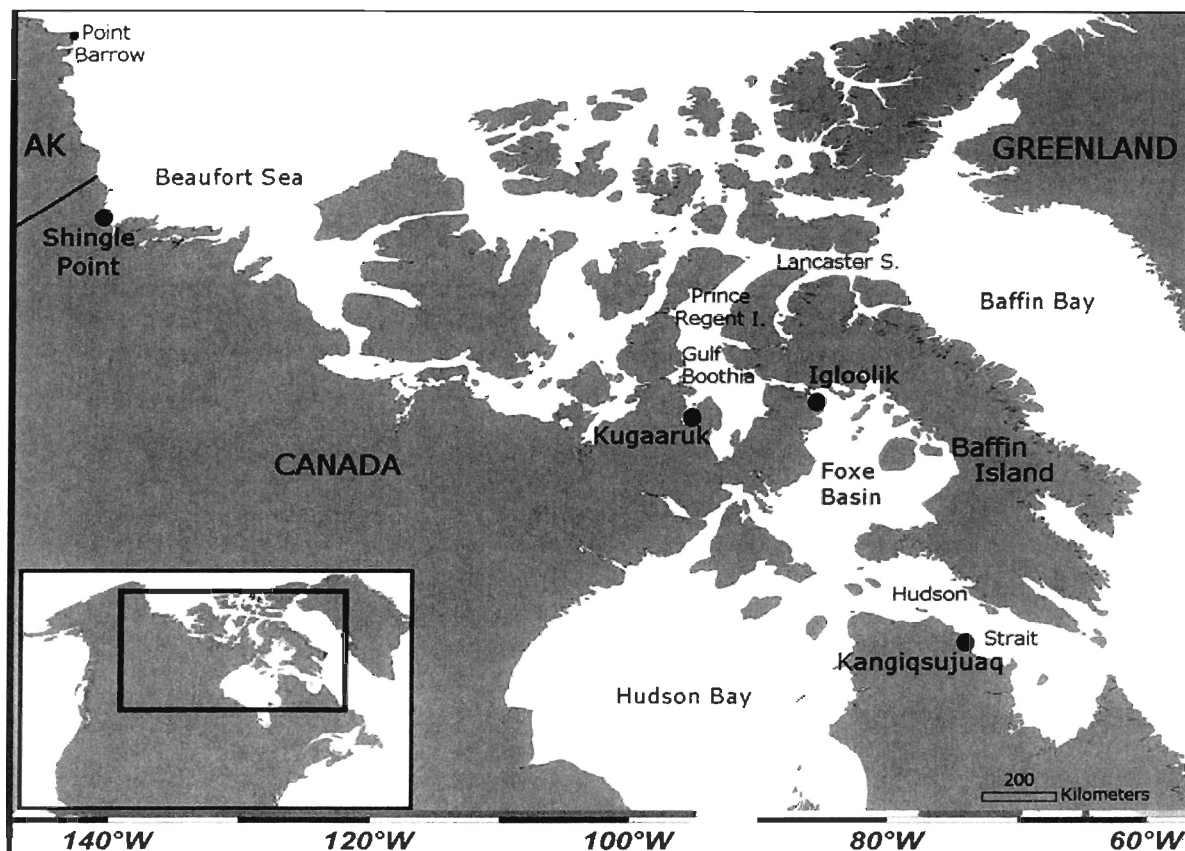 Point
Barrow
AK
GREENLAND
Beaufort Sea
Shingle
Point
Lancaster S.
Prince
Regent I.
Baffin Bay
Gulf
Boothia
Igloolik
Kugaaruk
CANADA
Baffin
Island
Foxe
Basin
Hudson
Strait
Kangiqsujuaq
Hudson Bay
200
Kilometers
140°W
120°W
100°W
80°W
60°W